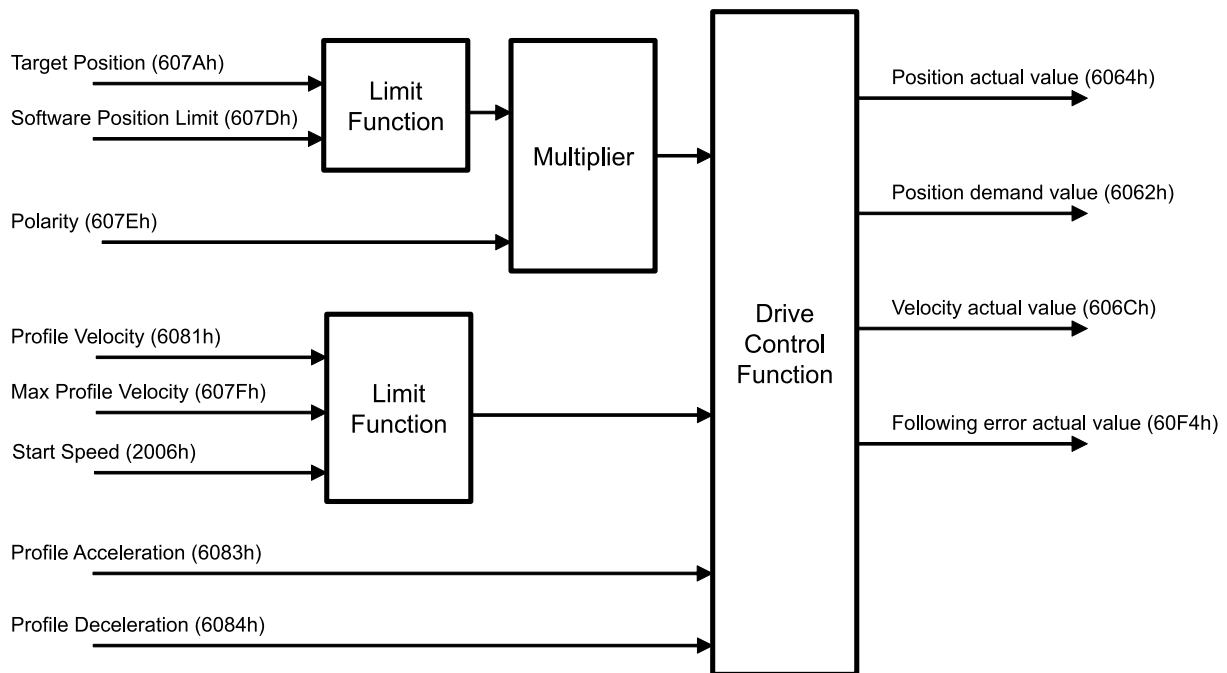 Target Position (607Ah)
Software Position Limit (607Dh)
Limit
Function
Multiplier
Polarity (607Eh)
Profile Velocity (6081h)
Max Profile Velocity (607Fh)
Start Speed (2006h)
Limit
Function
Profile Acceleration (6083h)
Profile Deceleration (6084h)
Drive
Control
Function
Position actual value (6064h)
Position demand value (6062h)
Velocity actual value (606Ch)
Following error actual value (60F4h)